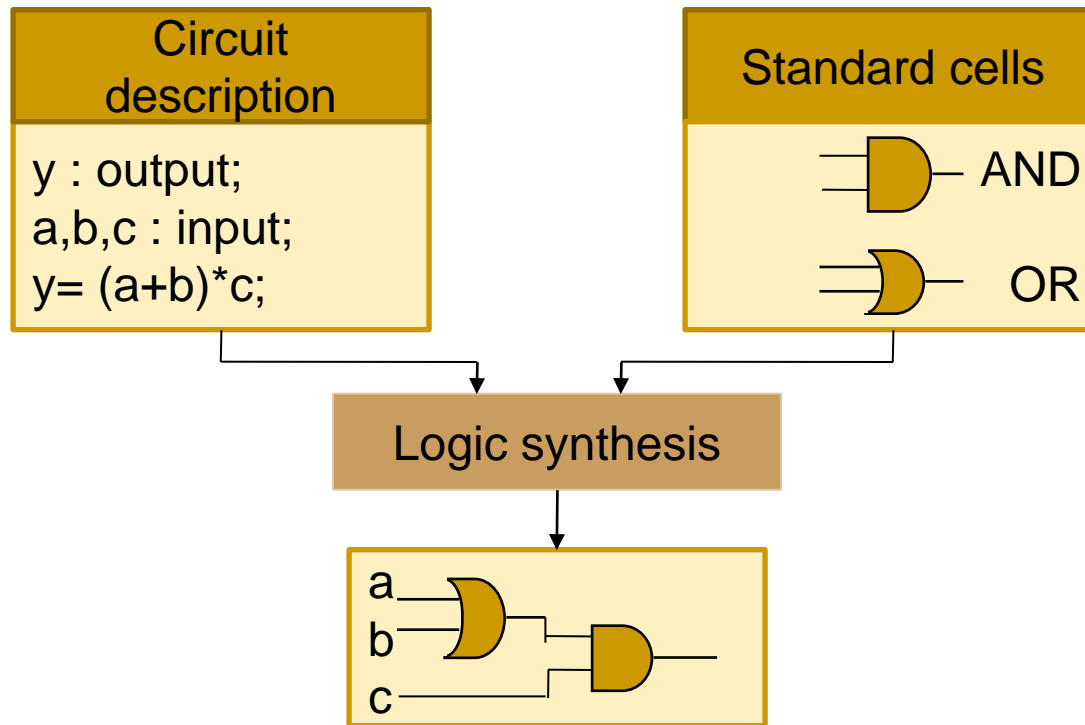 Circuit
description
y : output;
a,b,c : input;
y= (a+b)*c;
Standard cells
AND
OR
Logic synthesis
a
b
c